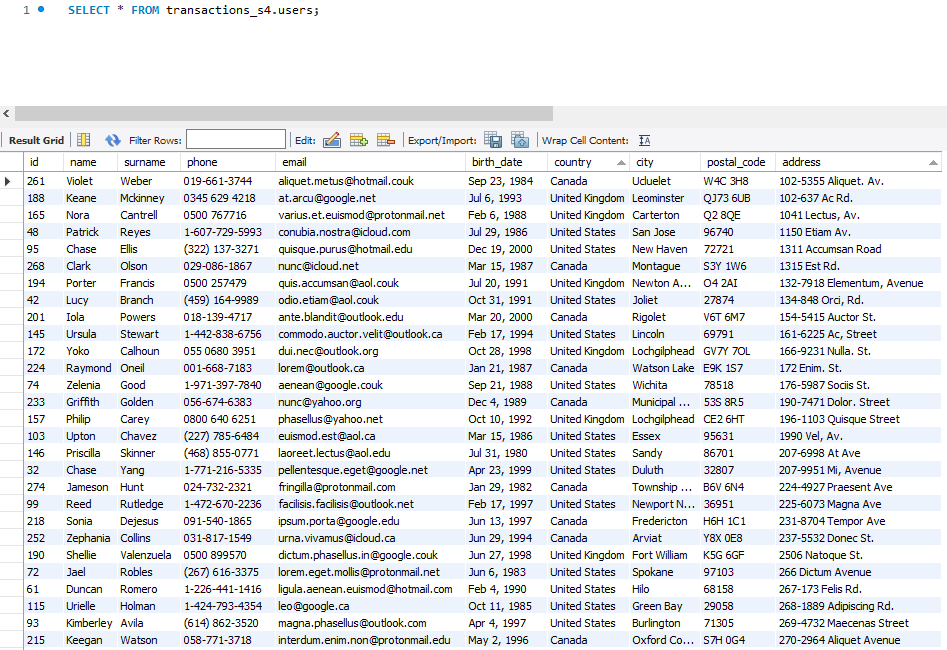 1 SELECT * FROM transactions_s4.users;
Result Grid Filter Rows: Edit: Export/Import: Wrap Cell Content:
id name surname phone email birth_date country city postal_code address
261 Violet Weber 019-661-3744 aliquet.metus@hotmail.couk Sep 23, 1984 Canada Ucluelet W4C 3H8 102-5355 Aliquet. Av.
188 Keane Mckinney 0345 629 4218 at.arcu@google.net Jul 6, 1993 United Kingdom Leominster QJ73 6UB 102-637 Ac Rd.
165 Nora Cantrell 0500 767716 varius.et.euismod@protonmail.net Feb 6, 1988 United Kingdom Carterton Q2 8QE 1041 Lectus, Av.
48 Patrick Reyes 1-607-729-5993 conubia.nostra@icloud.com Jul 29, 1986 United States San Jose 96740 1150 Etiam Av.
95 Chase Ellis (322) 137-3271 quisque.purus@hotmail.edu Dec 19, 2000 United States New Haven 72721 1311 Accumsan Road
268 Clark Olson 029-086-1867 nunc@icloud.net Mar 15, 1987 Canada Montague S3Y 1W6 1315 Est Rd.
194 Porter Francis 0500 257479 quis.accumsan@aol.couk Jul 20, 1991 United Kingdom Newton A... O4 2AI 132-7918 Elementum, Avenue
42 Lucy Branch (459) 164-9989 odio.etiam@aol.couk Oct 31, 1991 United States Joliet 27874 134-848 Orci, Rd.
201 Iola Powers 018-139-4717 ante.blandit@outlook.edu Mar 20, 2000 Canada Rigolet V6T 6M7 154-5415 Auctor St.
145 Ursula Stewart 1-442-838-6756 commodo.auctor.velit@outlook.ca Feb 17, 1994 United States Lincoln 69791 161-6225 Ac, Street
172 Yoko Calhoun 055 0680 3951 dui.nec@outlook.org Oct 28, 1998 United Kingdom Lochgilphead GV7Y 7OL 166-9231 Nulla. St.
224 Raymond Oneil 001-668-7183 lorem@outlook.ca Jan 21, 1987 Canada Watson Lake E9K 1S7 172 Enim. St.
74 Zelenia Good 1-971-397-7840 aenean@google.couk Sep 21, 1988 United States Wichita 78518 176-5987 Sociis St.
233 Griffith Golden 056-674-6383 nunc@yahoo.org Dec 4, 1989 Canada Municipal ... 53S 8R5 190-7471 Dolor. Street
157 Philip Carey 0800 640 6251 phasellus@yahoo.net Oct 10, 1992 United Kingdom Lochgilphead CE2 6HT 196-1103 Quisque Street
103 Upton Chavez (227) 785-6484 euismod.est@aol.ca Mar 15, 1986 United States Essex 95631 1990 Vel, Av.
146 Priscilla Skinner (468) 855-0771 laoreet.lectus@aol.edu Jul 31, 1980 United States Sandy 86701 207-6998 At Ave
32 Chase Yang 1-771-216-5335 pellentesque.eget@google.net Apr 23, 1999 United States Duluth 32807 207-9951 Mi, Avenue
274 Jameson Hunt 024-732-2321 fringilla@protonmail.com Jan 29, 1982 Canada Township ... B6V 6N4 224-4927 Praesent Ave
99 Reed Rutledge 1-472-670-2236 facilisis.facilisis@outlook.net Feb 17, 1997 United States Newport N... 36951 225-6073 Magna Ave
218 Sonia Dejesus 091-540-1865 ipsum.porta@google.edu Jun 13, 1997 Canada Fredericton H6H 1C1 231-8704 Tempor Ave
252 Zephania Collins 031-817-1549 urna.vivamus@icloud.ca Jun 29, 1994 Canada Arviat Y8X 0E8 237-5532 Donec St.
190 Shellie Valenzuela 0500 899570 dictum.phasellus.in@google.couk Jun 27, 1998 United Kingdom Fort William K5G 6GF 2506 Natoque St.
72 Jael Robles (267) 616-3375 lorem.eget.mollis@protonmail.net Jun 6, 1983 United States Spokane 97103 266 Dictum Avenue
61 Duncan Romero 1-226-441-1416 ligula.aenean.euismod@hotmail.com Feb 4, 1990 United States Hilo 68158 267-173 Felis Rd.
115 Urielle Holman 1-424-793-4354 leo@google.ca Oct 11, 1985 United States Green Bay 29058 268-1889 Adipiscing Rd.
93 Kimberley Avila (614) 862-3520 magna.phasellus@outlook.com Apr 4, 1997 United States Burlington 71305 269-4732 Maecenas Street
215 Keegan Watson 058-771-3718 interdum.enim.non@protonmail.edu May 2, 1996 Canada Oxford Co... S7H 0G4 270-2964 Aliquet Avenue